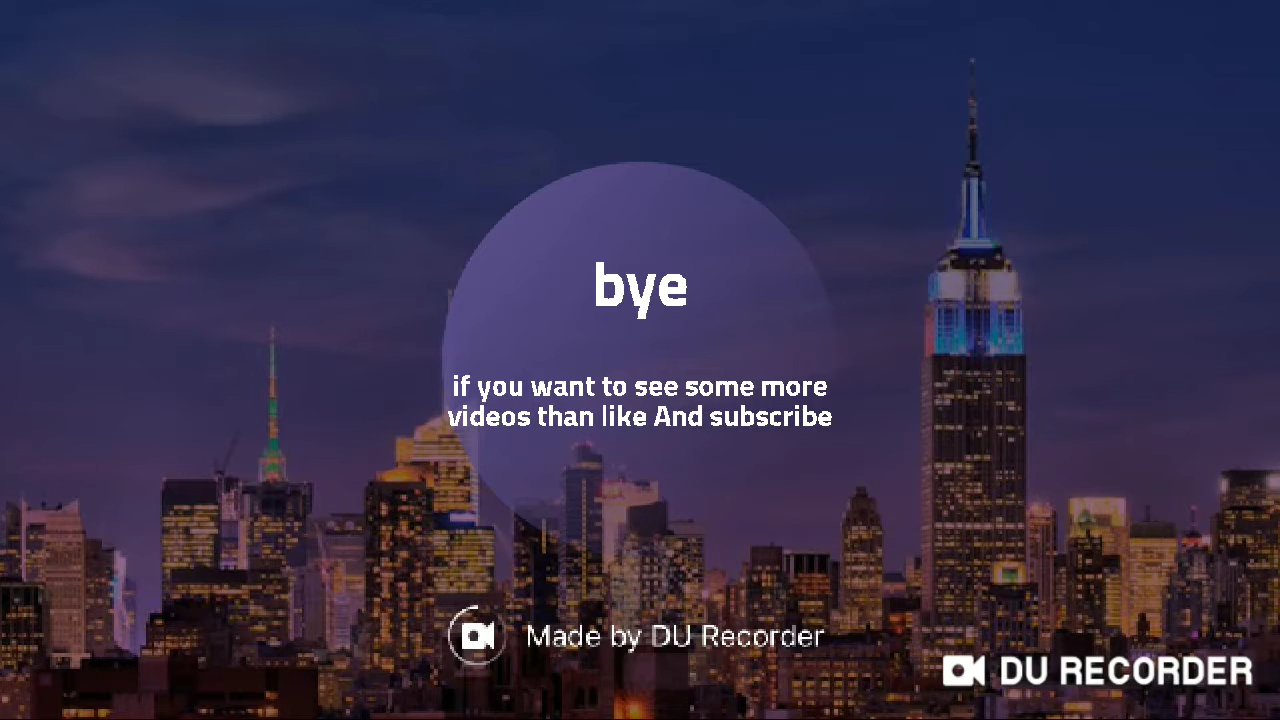 bye
if you want to see some more
videos than like And subscribe
Made by DU Recorder
DU RECORDER